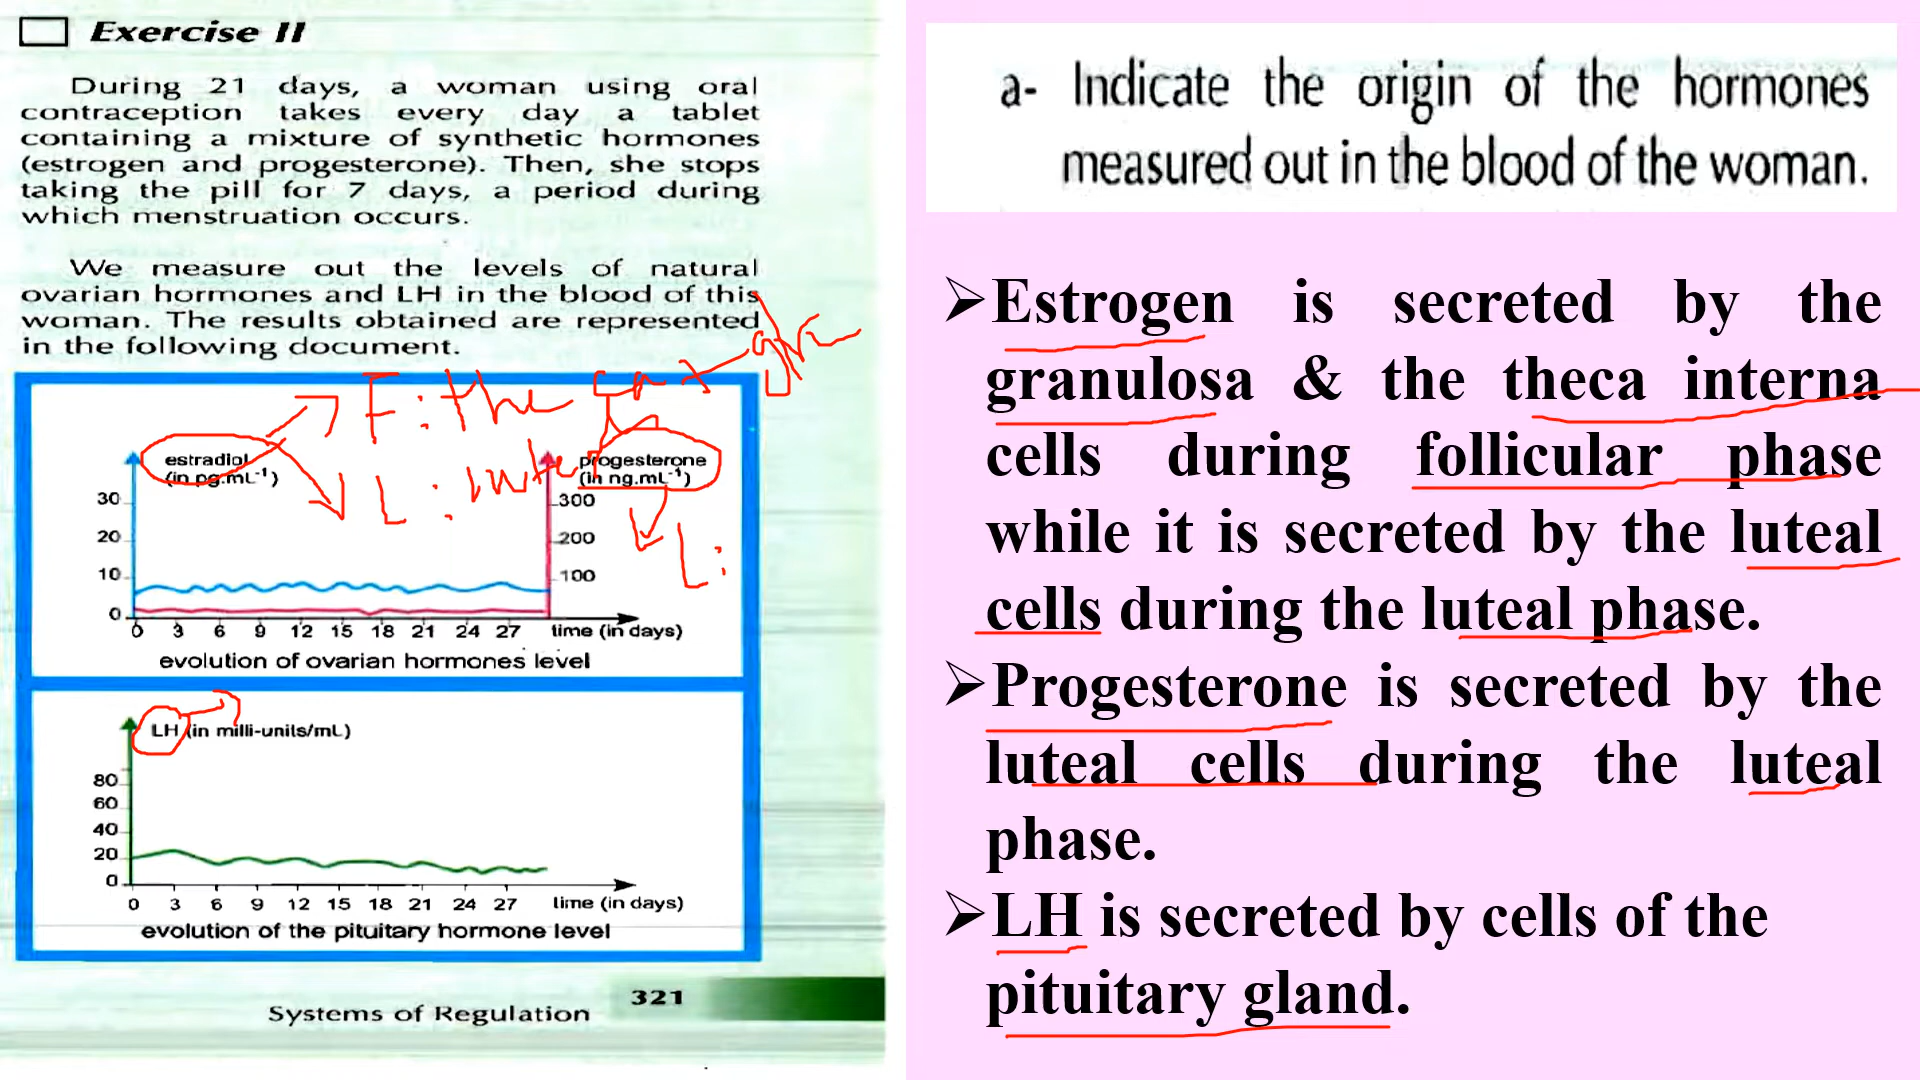 Exercise II
During 21 days, a woman using oral
contraception takes every day a tablet
containing a mixture of synthetic hormones
(estrogen and progesterone). Then, she stops
taking the pill for 7 days, a period during
which menstruation occurs.
We measure out the levels of natural
ovarian hormones and LH in the blood of this
woman. The results obtained are represented
in the following document.
F: the
L:
L:
estradiol
(in pg.mL⁻¹)
progesterone
(in ng.mL⁻¹)
30
20
10
0
300
200
100
0 3 6 9 12 15 18 21 24 27 time (in days)
evolution of ovarian hormones level
LH (in milli-units/mL)
80
60
40
20
0
0 3 6 9 12 15 18 21 24 27 time (in days)
evolution of the pituitary hormone level
321
Systems of Regulation
a- Indicate the origin of the hormones
measured out in the blood of the woman.
➢Estrogen is secreted by the
granulosa & the theca interna
cells during follicular phase
while it is secreted by the luteal
cells during the luteal phase.
➢Progesterone is secreted by the
luteal cells during the luteal
phase.
➢LH is secreted by cells of the
pituitary gland.